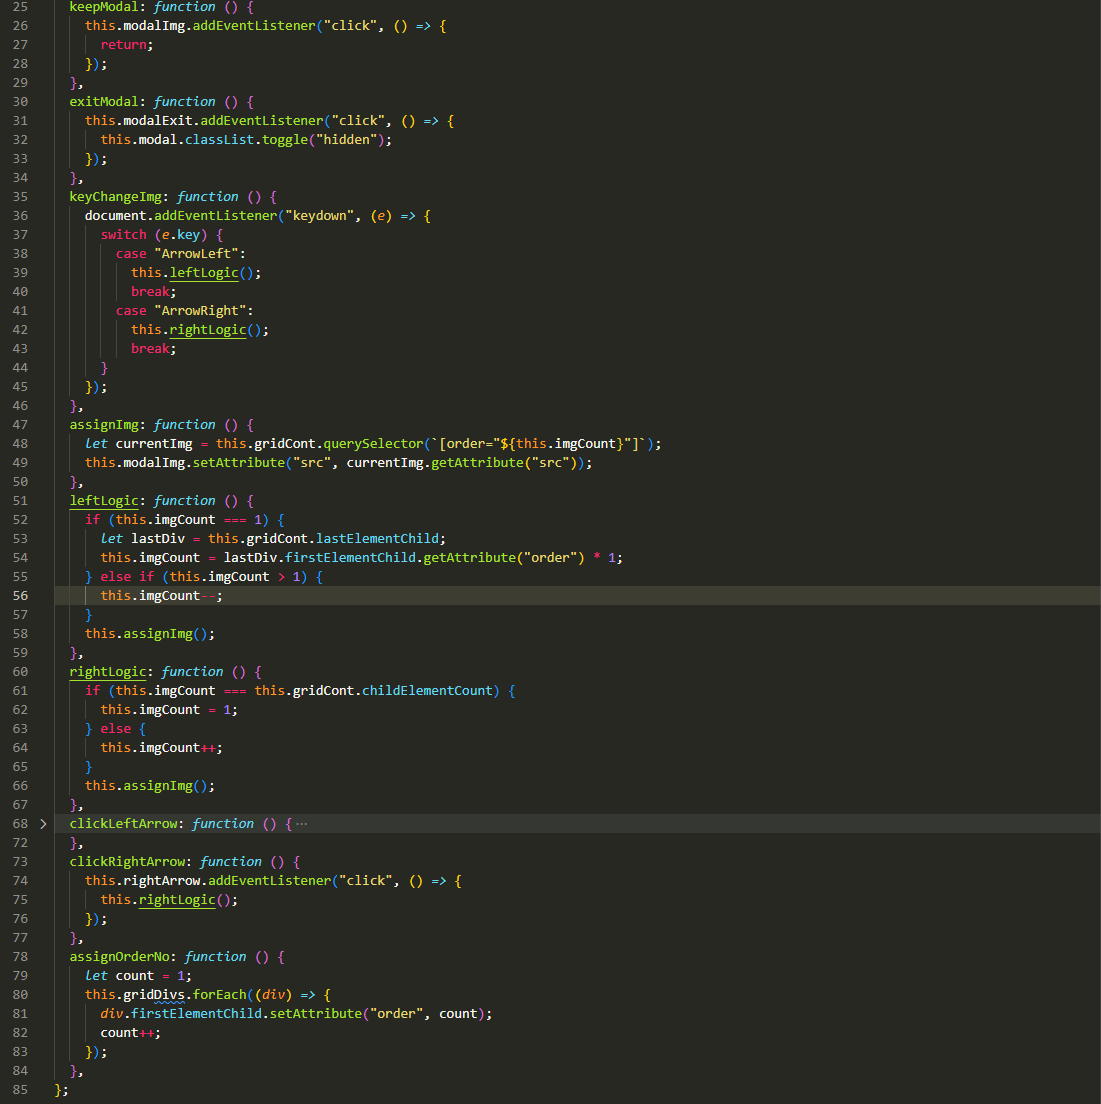 25 keepModal: function () {
26 this.modalImg.addEventListener("click", () => {
27 return;
28 });
29 },
30 exitModal: function () {
31 this.modalExit.addEventListener("click", () => {
32 this.modal.classList.toggle("hidden");
33 });
34 },
35 keyChangeImg: function () {
36 document.addEventListener("keydown", (e) => {
37 switch (e.key) {
38 case "ArrowLeft":
39 this.leftLogic();
40 break;
41 case "ArrowRight":
42 this.rightLogic();
43 break;
44 }
45 });
46 },
47 assignImg: function () {
48 let currentImg = this.gridCont.querySelector(`[order="${this.imgCount}"]`);
49 this.modalImg.setAttribute("src", currentImg.getAttribute("src"));
50 },
51 leftLogic: function () {
52 if (this.imgCount === 1) {
53 let lastDiv = this.gridCont.lastElementChild;
54 this.imgCount = lastDiv.firstElementChild.getAttribute("order") * 1;
55 } else if (this.imgCount > 1) {
56 this.imgCount--;
57 }
58 this.assignImg();
59 },
60 rightLogic: function () {
61 if (this.imgCount === this.gridCont.childElementCount) {
62 this.imgCount = 1;
63 } else {
64 this.imgCount++;
65 }
66 this.assignImg();
67 },
68 > clickLeftArrow: function () { ···
72 },
73 clickRightArrow: function () {
74 this.rightArrow.addEventListener("click", () => {
75 this.rightLogic();
76 });
77 },
78 assignOrderNo: function () {
79 let count = 1;
80 this.gridDivs.forEach((div) => {
81 div.firstElementChild.setAttribute("order", count);
82 count++;
83 });
84 },
85 };